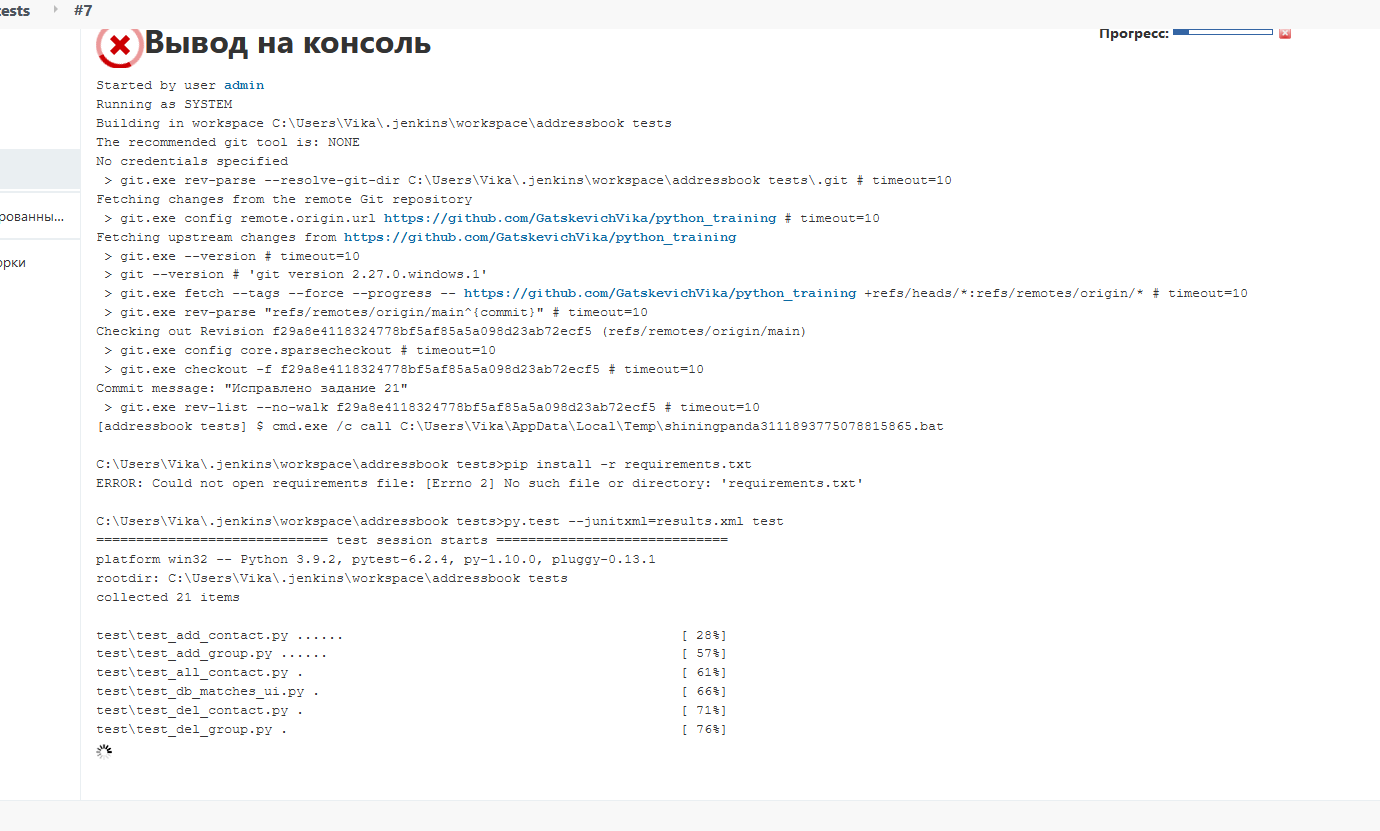 ests
#7
Вывод на консоль
Прогресс:
Started by user admin
Running as SYSTEM
Building in workspace C:\Users\Vika\.jenkins\workspace\addressbook tests
The recommended git tool is: NONE
No credentials specified
> git.exe rev-parse --resolve-git-dir C:\Users\Vika\.jenkins\workspace\addressbook tests\.git # timeout=10
Fetching changes from the remote Git repository
> git.exe config remote.origin.url https://github.com/GatskevichVika/python_training # timeout=10
Fetching upstream changes from https://github.com/GatskevichVika/python_training
> git.exe --version # timeout=10
> git --version # 'git version 2.27.0.windows.1'
> git.exe fetch --tags --force --progress -- https://github.com/GatskevichVika/python_training +refs/heads/*:refs/remotes/origin/* # timeout=10
> git.exe rev-parse "refs/remotes/origin/main^{commit}" # timeout=10
Checking out Revision f29a8e4118324778bf5af85a5a098d23ab72ecf5 (refs/remotes/origin/main)
> git.exe config core.sparsecheckout # timeout=10
> git.exe checkout -f f29a8e4118324778bf5af85a5a098d23ab72ecf5 # timeout=10
Commit message: "Исправлено задание 21"
> git.exe rev-list --no-walk f29a8e4118324778bf5af85a5a098d23ab72ecf5 # timeout=10
[addressbook tests] $ cmd.exe /c call C:\Users\Vika\AppData\Local\Temp\shiningpanda3111893775078815865.bat
C:\Users\Vika\.jenkins\workspace\addressbook tests>pip install -r requirements.txt
ERROR: Could not open requirements file: [Errno 2] No such file or directory: 'requirements.txt'
C:\Users\Vika\.jenkins\workspace\addressbook tests>py.test --junitxml=results.xml test
============================= test session starts =============================
platform win32 -- Python 3.9.2, pytest-6.2.4, py-1.10.0, pluggy-0.13.1
rootdir: C:\Users\Vika\.jenkins\workspace\addressbook tests
collected 21 items
test\test_add_contact.py ...... [ 28%]
test\test_add_group.py ...... [ 57%]
test\test_all_contact.py . [ 61%]
test\test_db_matches_ui.py . [ 66%]
test\test_del_contact.py . [ 71%]
test\test_del_group.py . [ 76%]
рованны...
орки